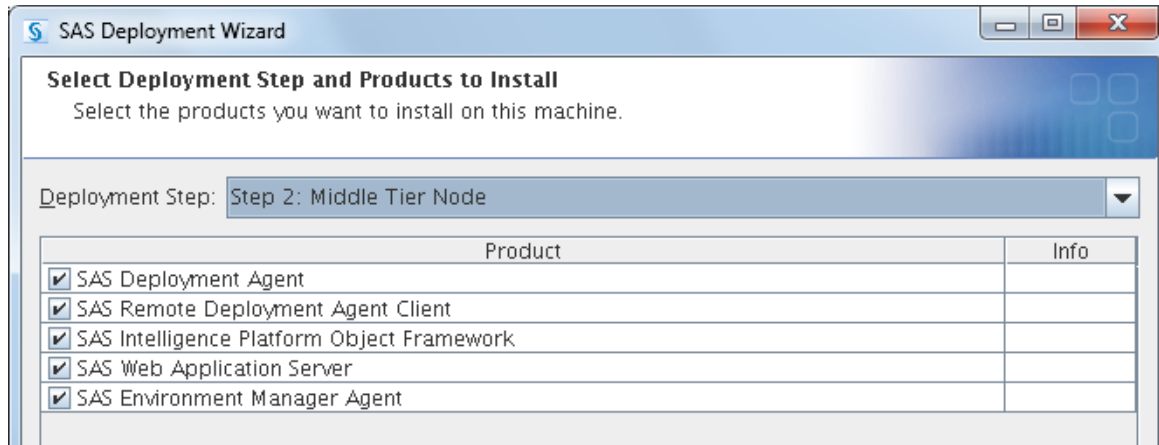 SAS Deployment Wizard
Select Deployment Step and Products to Install
Select the products you want to install on this machine.
Deployment Step: Step 2: Middle Tier Node
Product Info
SAS Deployment Agent
SAS Remote Deployment Agent Client
SAS Intelligence Platform Object Framework
SAS Web Application Server
SAS Environment Manager Agent